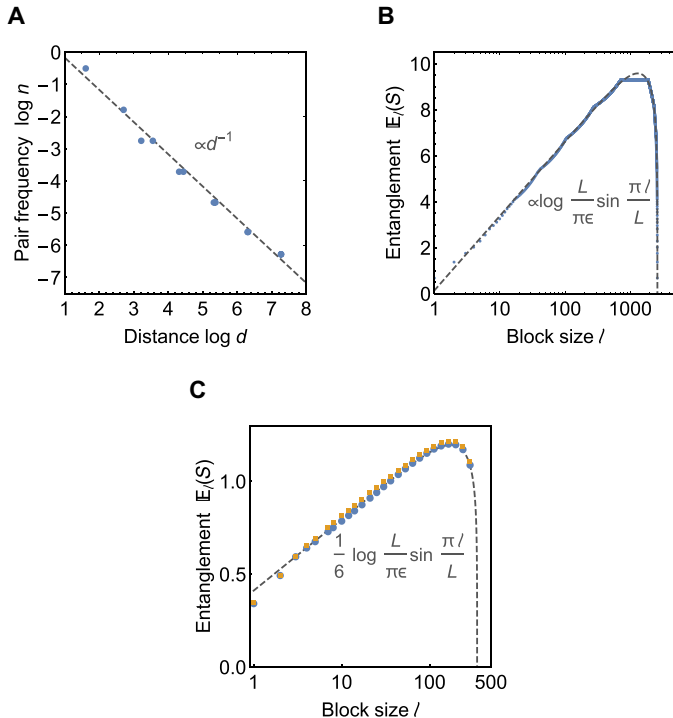 A
0
−1
−2
−3
−4
−5
−6
−7
Pair frequency log n
∝d⁻¹
1 2 3 4 5 6 7 8
Distance log d
B
10
8
6
4
2
0
Entanglement 𝔼ₗ(S)
∝log L/πϵ sin πl/L
1 10 100 1000
Block size l
C
1.0
0.5
0.0
Entanglement 𝔼ₗ(S)
1/6 log L/πϵ sin πl/L
1 10 100 500
Block size l